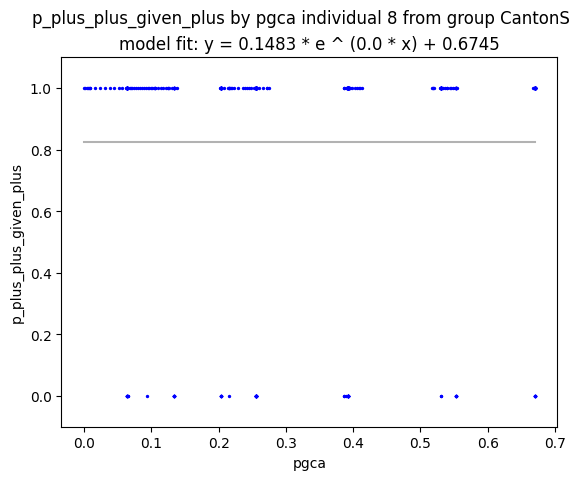 p_plus_plus_given_plus by pgca individual 8 from group CantonS
model fit: y = 0.1483 * e ^ (0.0 * x) + 0.6745
1.0
0.8
0.6
0.4
0.2
0.0
p_plus_plus_given_plus
0.0 0.1 0.2 0.3 0.4 0.5 0.6 0.7
pgca